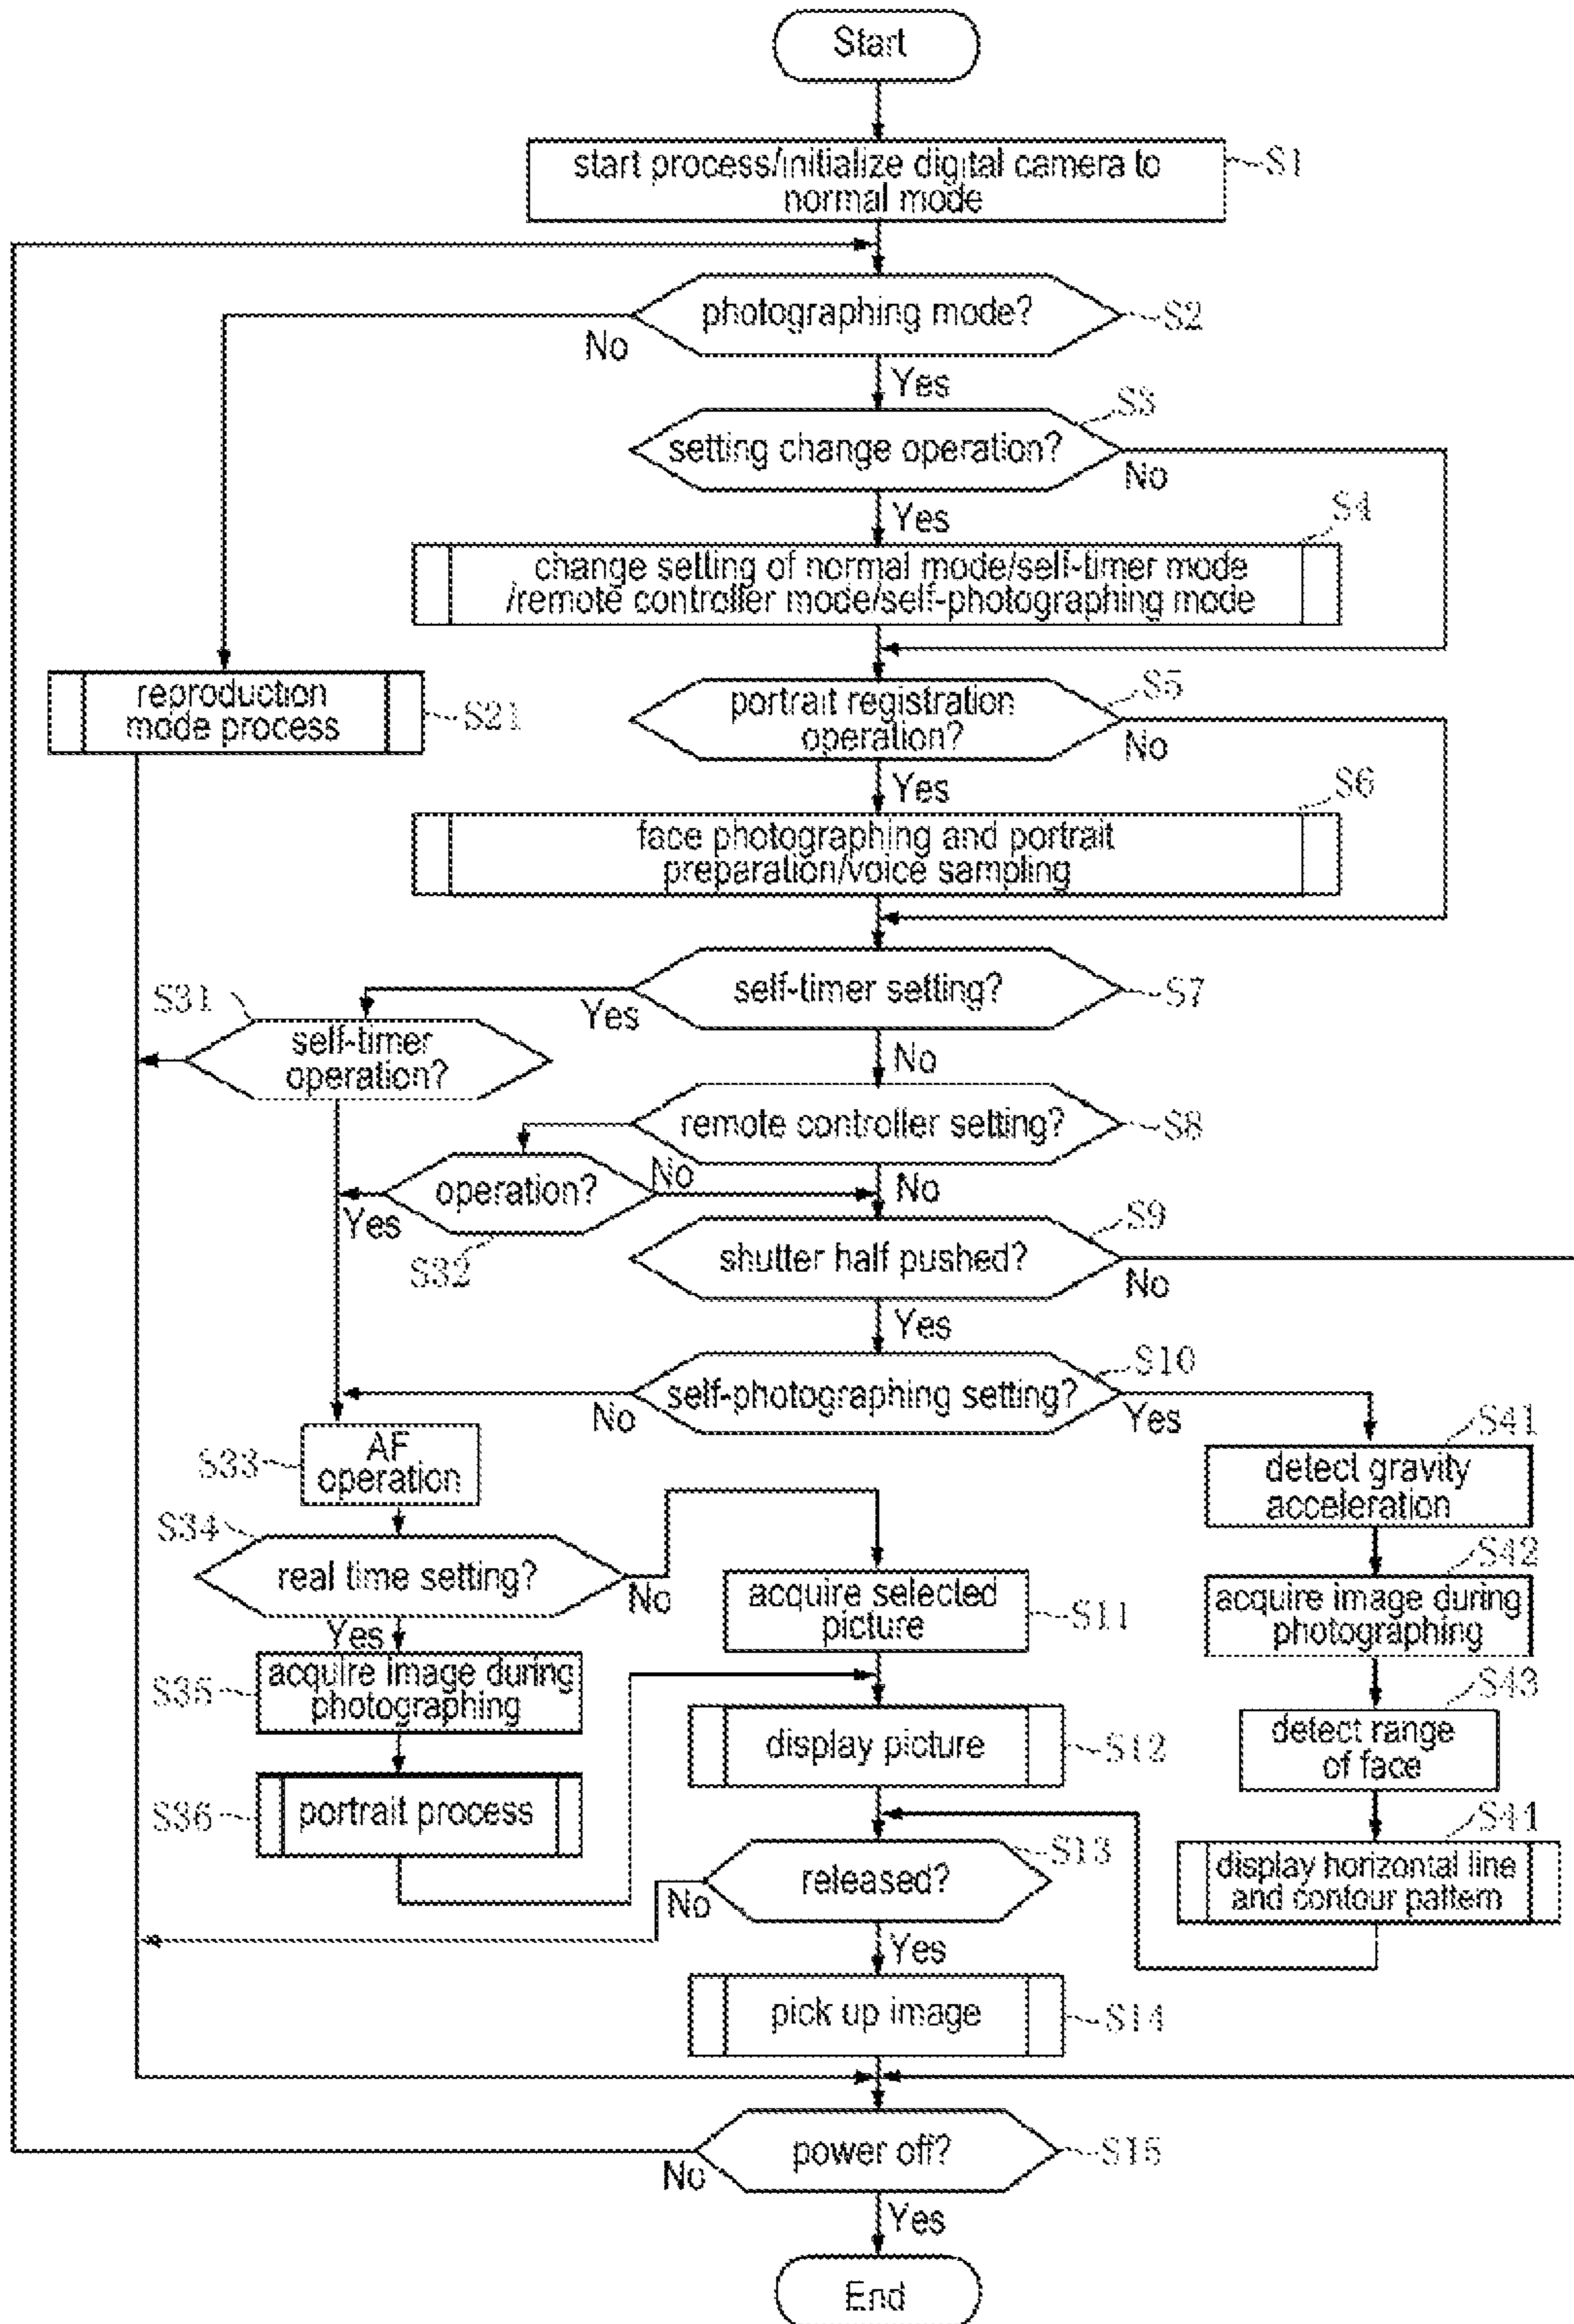 Start
start process/initialize digital camera to
normal mode
S1
photographing mode?
S2
No
Yes
S3
setting change operation?
No
Yes
S4
change setting of normal mode/self-timer mode
/remote controller mode/self-photographing mode
reproduction
mode process
S21
S5
portrait registration
operation?
No
Yes
S6
face photographing and portrait
preparation/voice sampling
self-timer setting?
S7
Yes
No
S31
self-timer
operation?
remote controller setting?
S8
No
operation?
No
Yes
S32
S9
shutter half pushed?
No
Yes
S10
self-photographing setting?
No
Yes
S33
AF
operation
S41
detect gravity
acceleration
S34
real time setting?
No
Yes
acquire selected
picture
S11
S42
acquire image during
photographing
S35
acquire image during
photographing
S43
detect range
of face
display picture
S12
S36
portrait process
S44
display horizontal line
and contour pattern
S13
released?
No
Yes
pick up image
S14
power off?
S15
No
Yes
End